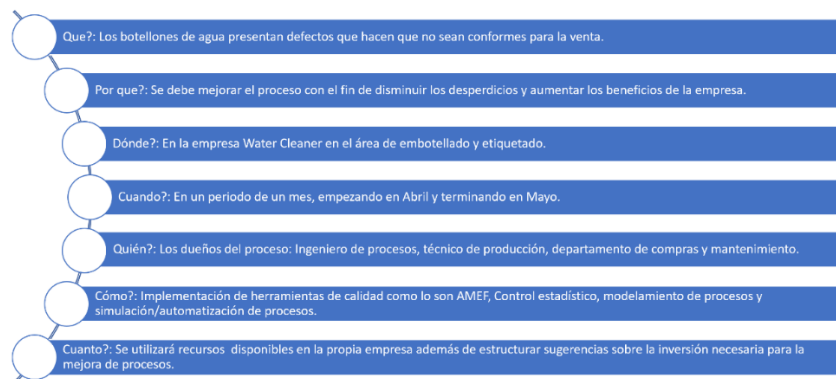 Que?: Los botellones de agua presentan defectos que hacen que no sean conformes para la venta.
Por que?: Se debe mejorar el proceso con el fin de disminuir los desperdicios y aumentar los beneficios de la empresa.
Dónde?: En la empresa Water Cleaner en el área de embotellado y etiquetado.
Cuando?: En un periodo de un mes, empezando en Abril y terminando en Mayo.
Quién?: Los dueños del proceso: Ingeniero de procesos, técnico de producción, departamento de compras y mantenimiento.
Cómo?: Implementación de herramientas de calidad como lo son AMEF, Control estadístico, modelamiento de procesos y
simulación/automatización de procesos.
Cuanto?: Se utilizará recursos disponibles en la propia empresa además de estructurar sugerencias sobre la inversión necesaria para la
mejora de procesos.